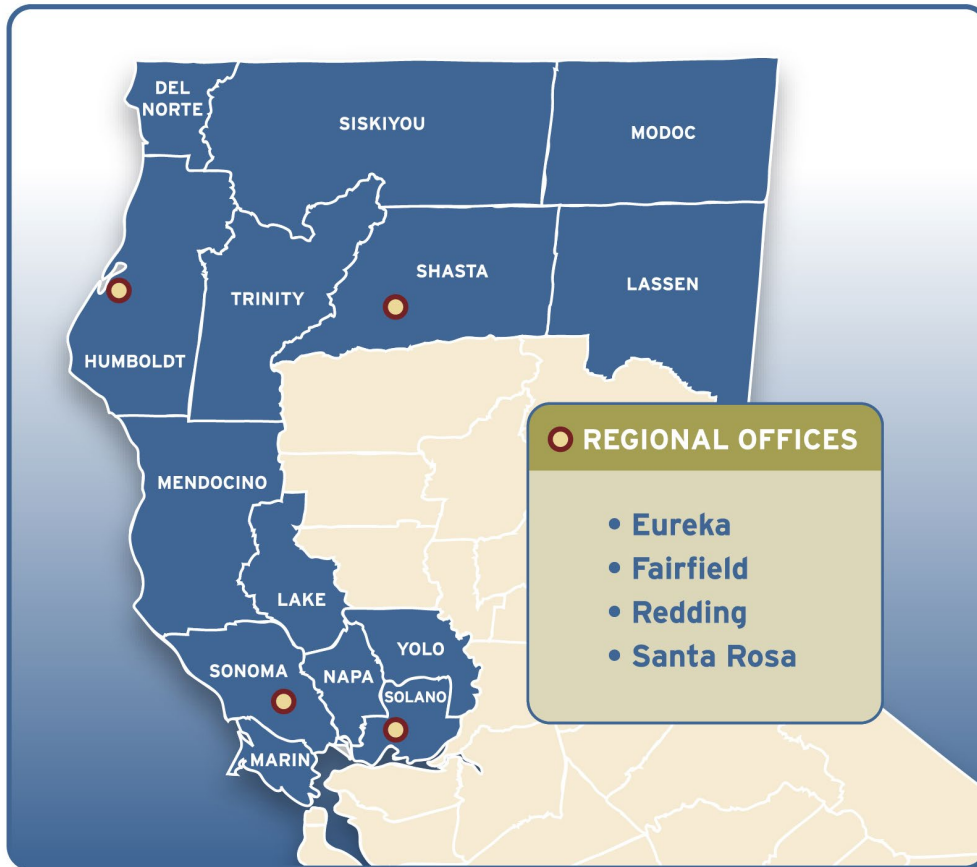 DEL
NORTE
SISKIYOU
MODOC
SHASTA
LASSEN
TRINITY
HUMBOLDT
REGIONAL OFFICES
MENDOCINO
• Eureka
• Fairfield
• Redding
• Santa Rosa
LAKE
YOLO
SONOMA
NAPA
SOLANO
MARIN